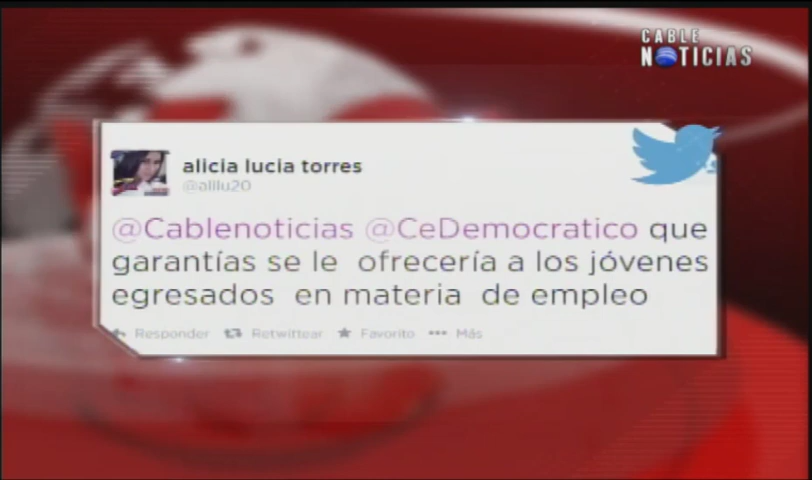 CABLE
NOTICIAS
alicia lucia torres
@alllu20
@Cablenoticias @CeDemocratico que
garantías se le ofrecería a los jóvenes
egresados en materia de empleo
Responder Retwittear Favorito Más